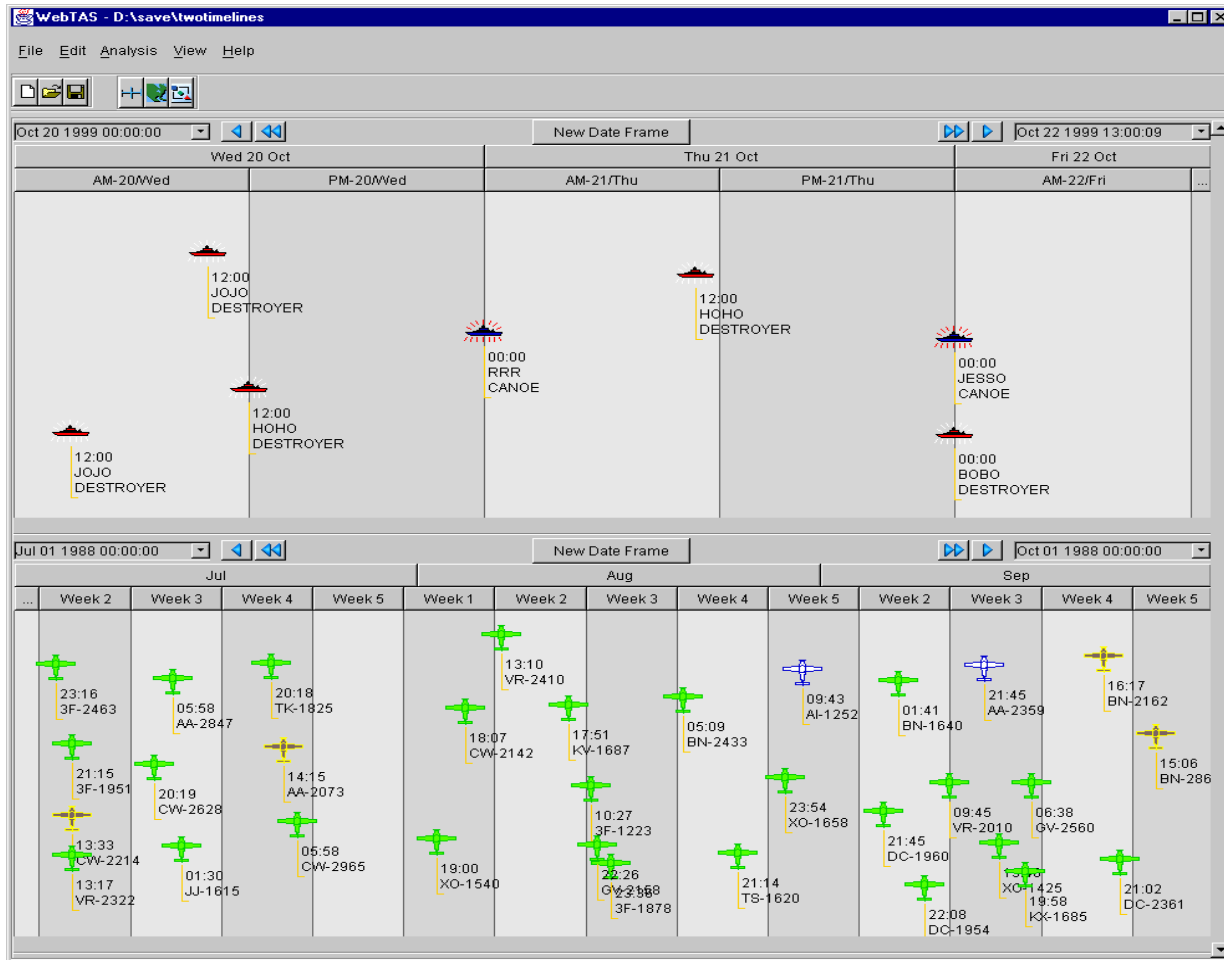 WebTAS - D:\save\twotimelines
File Edit Analysis View Help
Oct 20 1999 00:00:00 New Date Frame Oct 22 1999 13:00:09
Wed 20 Oct Thu 21 Oct Fri 22 Oct
AM-20/Wed PM-20/Wed AM-21/Thu PM-21/Thu AM-22/Fri ...
12:00
JOJO
DESTROYER
12:00
HOHO
DESTROYER
00:00
RRR
CANOE
00:00
JESSO
CANOE
12:00
HOHO
DESTROYER
12:00
JOJO
DESTROYER
00:00
BOBO
DESTROYER
Jul 01 1988 00:00:00 New Date Frame Oct 01 1988 00:00:00
Jul Aug Sep
... Week 2 Week 3 Week 4 Week 5 Week 1 Week 2 Week 3 Week 4 Week 5 Week 2 Week 3 Week 4 Week 5
23:16
3F-2463
05:58
AA-2847
20:18
TK-1825
13:10
VR-2410
18:07
CW-2142
17:51
KV-1687
05:09
BN-2433
09:43
AI-1252
01:41
BN-1640
21:45
AA-2359
16:17
BN-2162
21:15
3F-1951
20:19
CW-2628
14:15
AA-2073
10:27
3F-1223
23:54
XO-1658
09:45
VR-2010
06:38
GV-2560
15:06
BN-286
13:33
CW-2214
13:17
VR-2322
01:30
JJ-1615
05:58
CW-2965
19:00
XO-1540
22:26
3F-1878
21:14
TS-1620
21:45
DC-1960
22:08
DC-1954
XO-1425
19:58
KX-1685
21:02
DC-2361